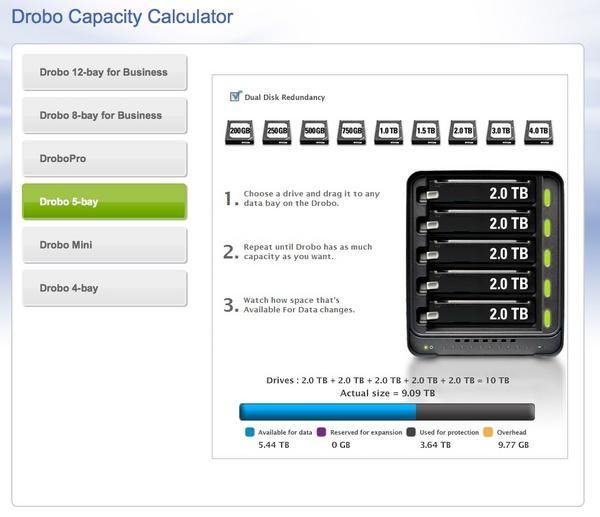 Drobo Capacity Calculator
Drobo 12-bay for Business
Drobo 8-bay for Business
DroboPro
Drobo 5-bay
Drobo Mini
Drobo 4-bay
Dual Disk Redundancy
200GB 250GB 500GB 750GB 1.0 TB 1.5 TB 2.0 TB 3.0 TB 4.0 TB
1. Choose a drive and drag it to any
data bay on the Drobo.
2. Repeat until Drobo has as much
capacity as you want.
3. Watch how space that's
Available For Data changes.
2.0 TB
2.0 TB
2.0 TB
2.0 TB
2.0 TB
Drives : 2.0 TB + 2.0 TB + 2.0 TB + 2.0 TB + 2.0 TB = 10 TB
Actual size = 9.09 TB
Available for data Reserved for expansion Used for protection Overhead
5.44 TB 0 GB 3.64 TB 9.77 GB